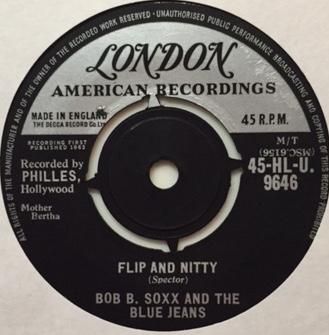 ALL RIGHTS OF THE MANUFACTURER AND OF THE OWNER OF THE RECORDED WORK RESERVED · UNAUTHORISED PUBLIC PERFORMANCE BROADCASTING AND COPYING OF THIS RECORD PROHIBITED
LONDON
AMERICAN RECORDINGS
MADE IN ENGLAND
THE DECCA RECORD Co Ltd
45 R.P.M.
RECORDING FIRST
PUBLISHED 1962
M/T
(MSC.6156)
Recorded by
PHILLES,
Hollywood
45-HL-U.
9646
Mother
Bertha
FLIP AND NITTY
(Spector)
BOB B. SOXX AND THE
BLUE JEANS